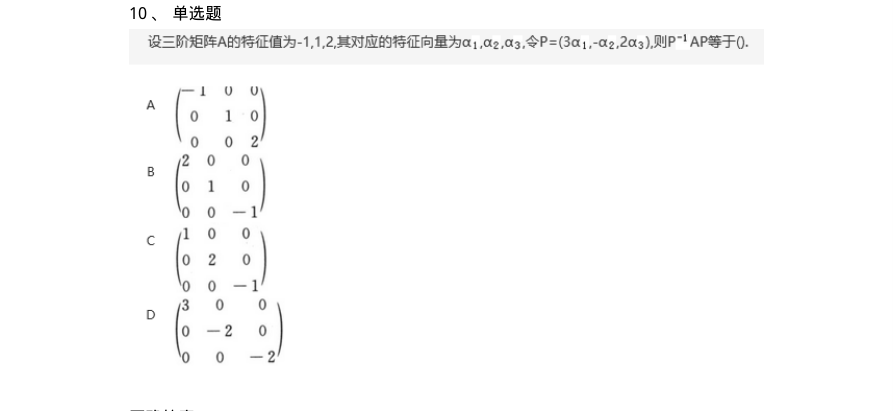 10 、 单选题
设三阶矩阵A的特征值为-1,1,2,其对应的特征向量为α₁,α₂,α₃,令P=(3α₁,-α₂,2α₃),则P⁻¹AP等于().
A
−1 0 0
0 1 0
0 0 2
B
2 0 0
0 1 0
0 0 −1
C
1 0 0
0 2 0
0 0 −1
D
3 0 0
0 −2 0
0 0 −2